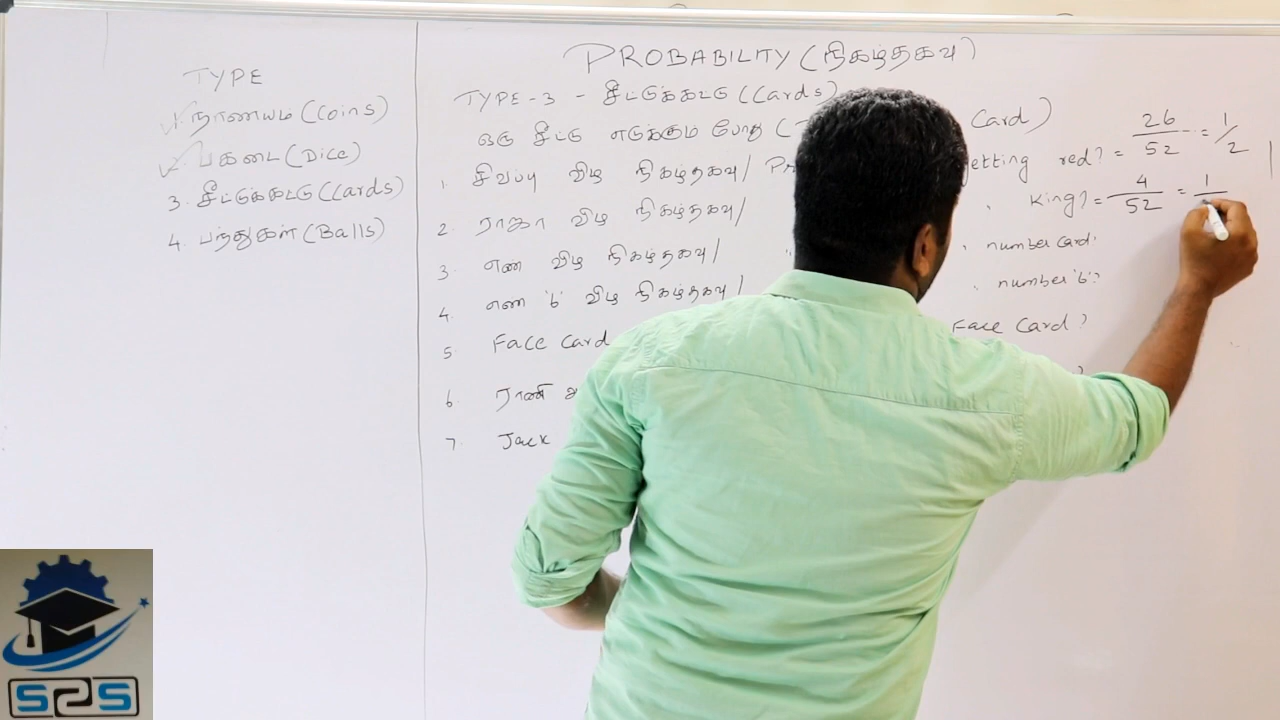 TYPE
1. நாணயம் (Coins)
2. பகடை (Dice)
3. சீட்டுக்கட்டு (Cards)
4. பந்துகள் (Balls)
PROBABILITY (நிகழ்தகவு)
TYPE-3 - சீட்டுக்கட்டு (Cards)
ஒரு சீட்டு எடுக்கும் போது ( Card)
1. சிவப்பு விழ நிகழ்தகவு / getting red? = 26/52 = 1/2
2. ராஜா விழ நிகழ்தகவு / " King? = 4/52 = 1/
3. எண் விழ நிகழ்தகவு / " number card.
4. எண் '6' விழ நிகழ்தகவு / " number '6'?
5. Face Card Face Card?
6. ராணி ?
7. Jack
S2S